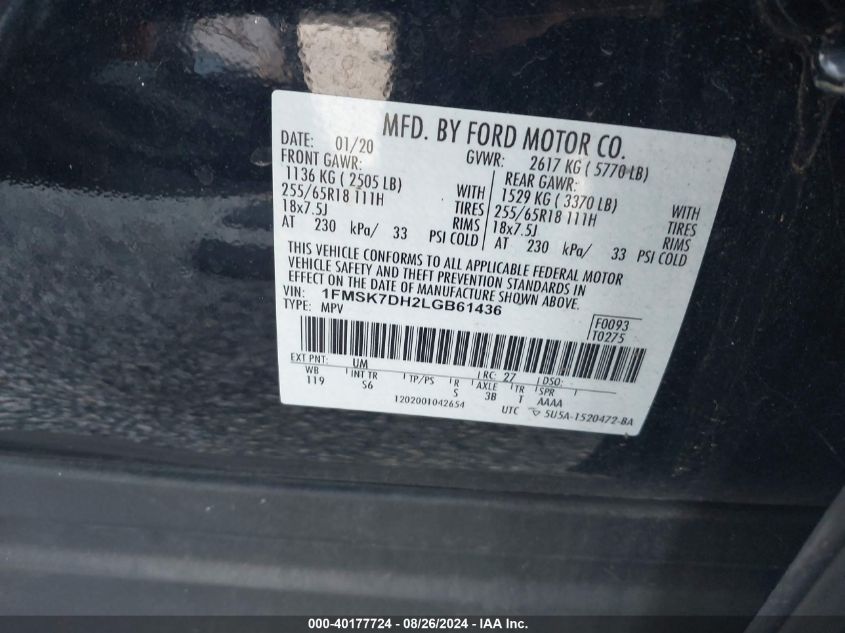 MFD. BY FORD MOTOR CO.
DATE: 01/20 GVWR: 2617 KG ( 5770 LB)
FRONT GAWR: REAR GAWR:
1136 KG ( 2505 LB) WITH 1529 KG ( 3370 LB) WITH
255/65R18 111H TIRES 255/65R18 111H TIRES
18x7.5J RIMS 18x7.5J RIMS
AT 230 kPa/ 33 PSI COLD AT 230 kPa/ 33 PSI COLD
THIS VEHICLE CONFORMS TO ALL APPLICABLE FEDERAL MOTOR
VEHICLE SAFETY AND THEFT PREVENTION STANDARDS IN
EFFECT ON THE DATE OF MANUFACTURE SHOWN ABOVE.
VIN: 1FMSK7DH2LGB61436
TYPE: MPV
F0093
T0275
EXT PNT: UM RC: 27 DSO:
WB INT TR TP/PS R AXLE TR SPR
119 S6 S 3B T AAAA
1202001042654 UTC 5U5A-1520472-BA
000-40177724 - 08/26/2024 - IAA Inc.